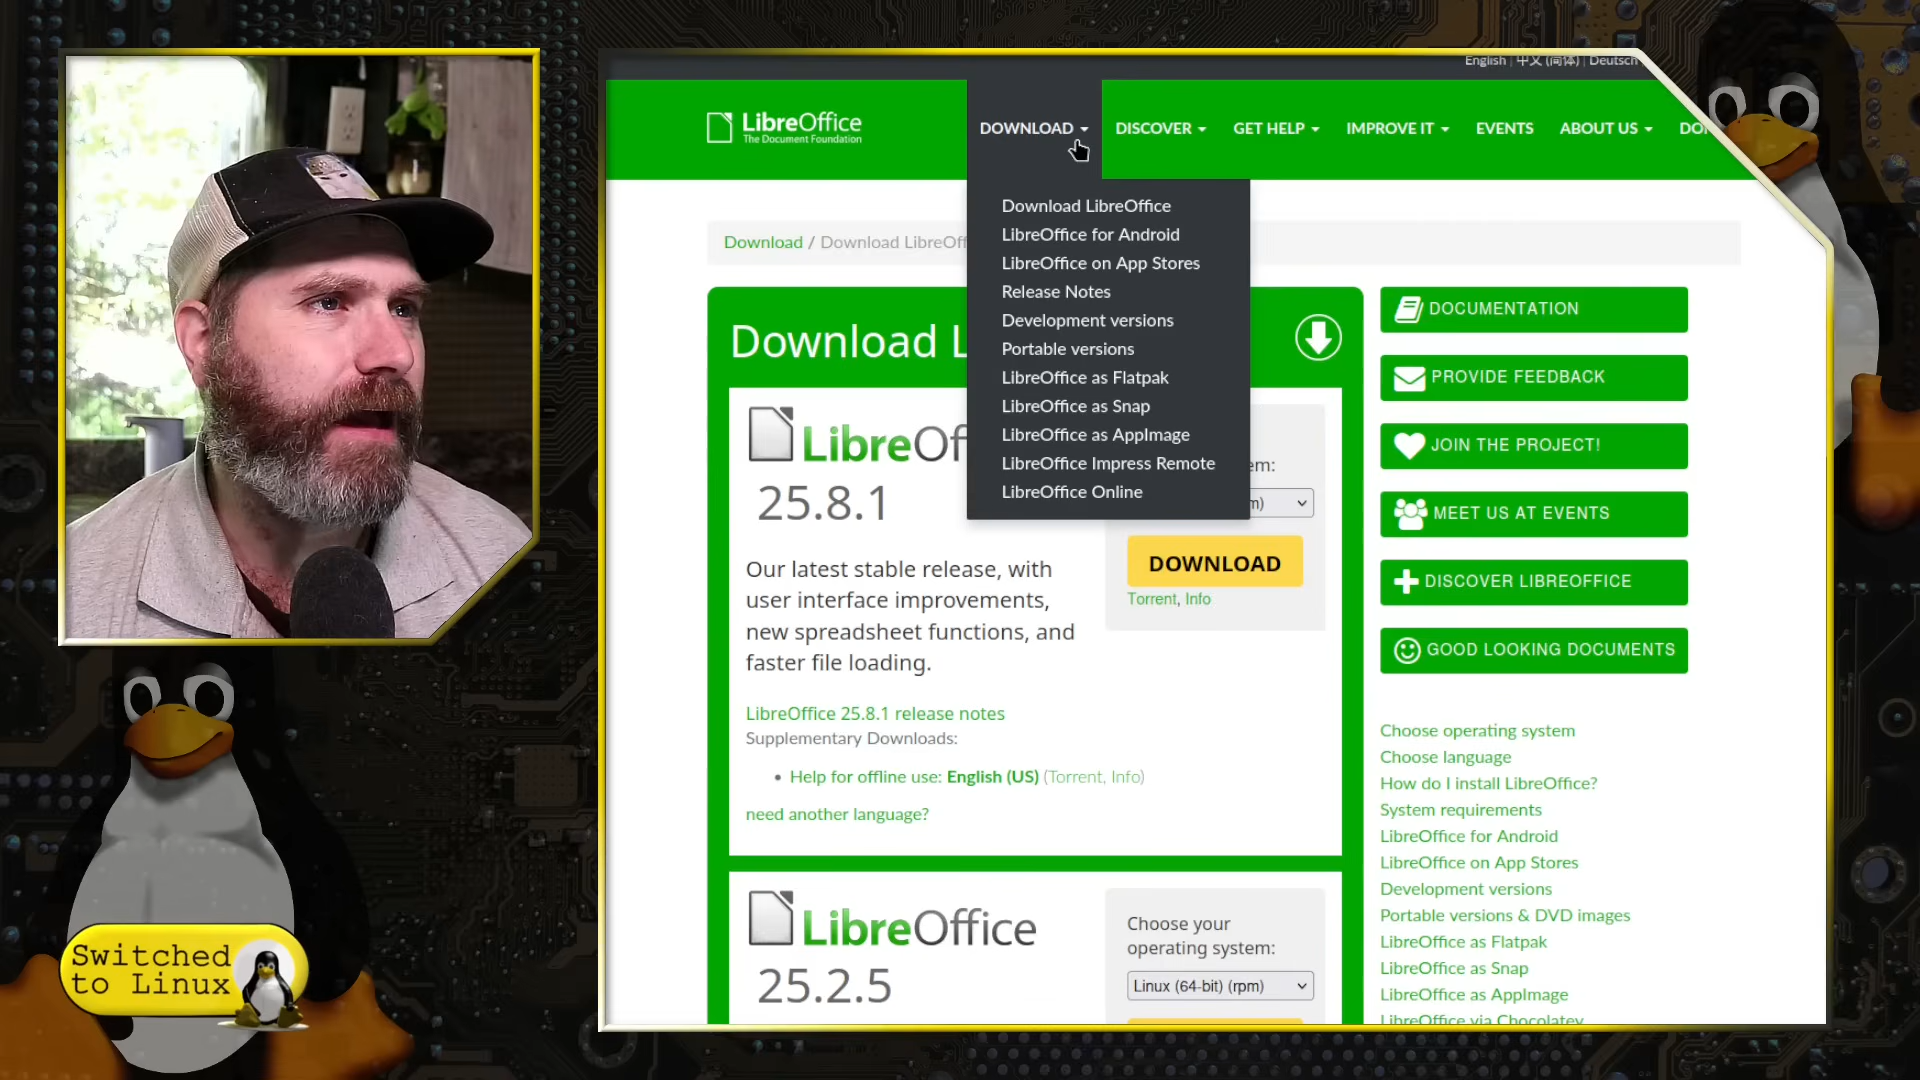 English | 中文 (简体) | Deutsch
LibreOffice
The Document Foundation
DOWNLOAD
DISCOVER
GET HELP
IMPROVE IT
EVENTS
ABOUT US
Download LibreOffice
LibreOffice for Android
LibreOffice on App Stores
Release Notes
Development versions
Portable versions
LibreOffice as Flatpak
LibreOffice as Snap
LibreOffice as AppImage
LibreOffice Impress Remote
LibreOffice Online
Download / Download
Download
25.8.1
DOWNLOAD
Torrent, Info
Our latest stable release, with
user interface improvements,
new spreadsheet functions, and
faster file loading.
LibreOffice 25.8.1 release notes
Supplementary Downloads:
• Help for offline use: English (US) (Torrent, Info)
need another language?
LibreOffice
25.2.5
Choose your
operating system:
Linux (64-bit) (rpm)
DOCUMENTATION
PROVIDE FEEDBACK
JOIN THE PROJECT!
MEET US AT EVENTS
DISCOVER LIBREOFFICE
GOOD LOOKING DOCUMENTS
Choose operating system
Choose language
How do I install LibreOffice?
System requirements
LibreOffice for Android
LibreOffice on App Stores
Development versions
Portable versions & DVD images
LibreOffice as Flatpak
LibreOffice as Snap
LibreOffice as AppImage
LibreOffice via Chocolatey
Switched
to Linux